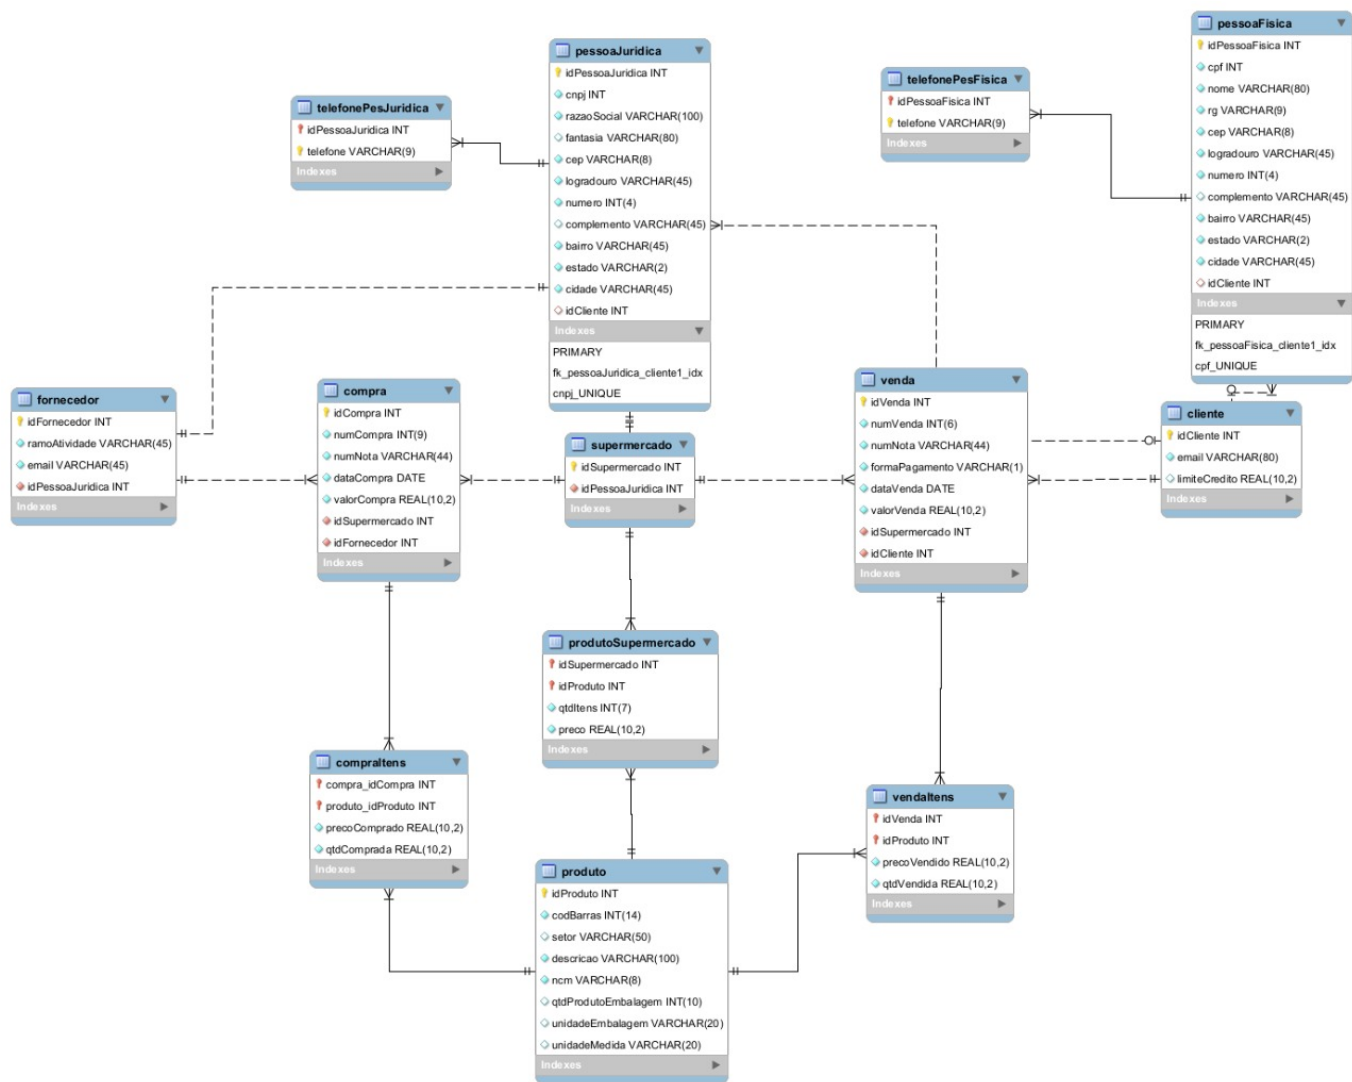 pessoaFisica
idPessoaFisica INT
cpf INT
nome VARCHAR(80)
rg VARCHAR(9)
cep VARCHAR(8)
logradouro VARCHAR(45)
numero INT(4)
complemento VARCHAR(45)
bairro VARCHAR(45)
estado VARCHAR(2)
cidade VARCHAR(45)
idCliente INT
Indexes
PRIMARY
fk_pessoaFisica_cliente1_idx
cpf_UNIQUE
pessoaJuridica
idPessoaJuridica INT
cnpj INT
razaoSocial VARCHAR(100)
fantasia VARCHAR(80)
cep VARCHAR(8)
logradouro VARCHAR(45)
numero INT(4)
complemento VARCHAR(45)
bairro VARCHAR(45)
estado VARCHAR(2)
cidade VARCHAR(45)
idCliente INT
Indexes
PRIMARY
fk_pessoaJuridica_cliente1_idx
cnpj_UNIQUE
telefonePesFisica
idPessoaFisica INT
telefone VARCHAR(9)
Indexes
telefonePesJuridica
idPessoaJuridica INT
telefone VARCHAR(9)
Indexes
fornecedor
idFornecedor INT
ramoAtividade VARCHAR(45)
email VARCHAR(45)
idPessoaJuridica INT
Indexes
compra
idCompra INT
numCompra INT(9)
numNota VARCHAR(44)
dataCompra DATE
valorCompra REAL(10,2)
idSupermercado INT
idFornecedor INT
Indexes
supermercado
idSupermercado INT
idPessoaJuridica INT
Indexes
venda
idVenda INT
numVenda INT(6)
numNota VARCHAR(44)
formaPagamento VARCHAR(1)
dataVenda DATE
valorVenda REAL(10,2)
idSupermercado INT
idCliente INT
Indexes
cliente
idCliente INT
email VARCHAR(80)
limiteCredito REAL(10,2)
Indexes
produtoSupermercado
idSupermercado INT
idProduto INT
qtdItens INT(7)
preco REAL(10,2)
Indexes
compraItens
compra_idCompra INT
produto_idProduto INT
precoComprado REAL(10,2)
qtdComprada REAL(10,2)
Indexes
vendaItens
idVenda INT
idProduto INT
precoVendido REAL(10,2)
qtdVendida REAL(10,2)
Indexes
produto
idProduto INT
codBarras INT(14)
setor VARCHAR(50)
descricao VARCHAR(100)
ncm VARCHAR(8)
qtdProdutoEmbalagem INT(10)
unidadeEmbalagem VARCHAR(20)
unidadeMedida VARCHAR(20)
Indexes